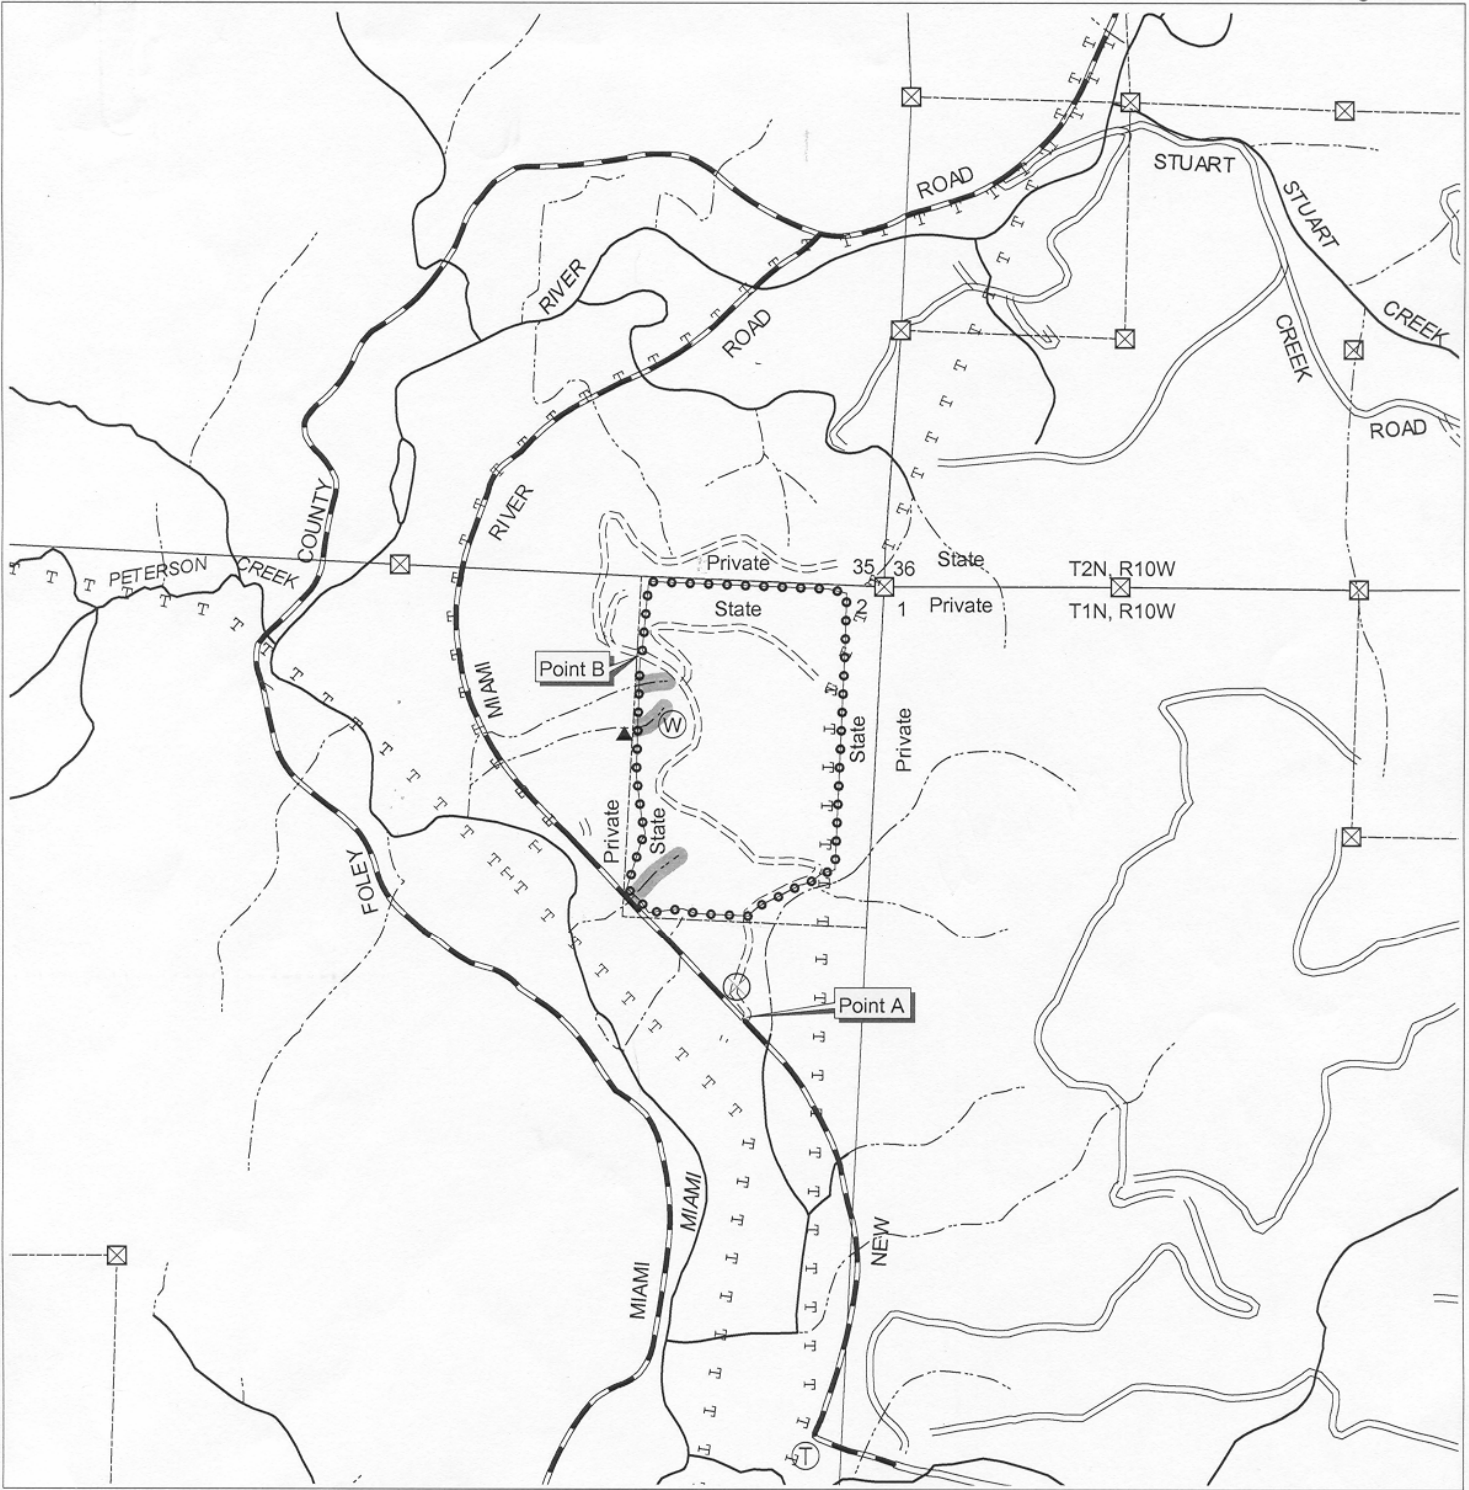 ROAD
STUART
STUART
CREEK
CREEK
ROAD
RIVER
ROAD
COUNTY
RIVER
PETERSON
CREEK
Private
35
36
State
T2N, R10W
State
2
1
Private
T1N, R10W
Point B
MIAMI
W
State
Private
Private
State
FOLEY
Point A
MIAMI
NEW
MIAMI
T